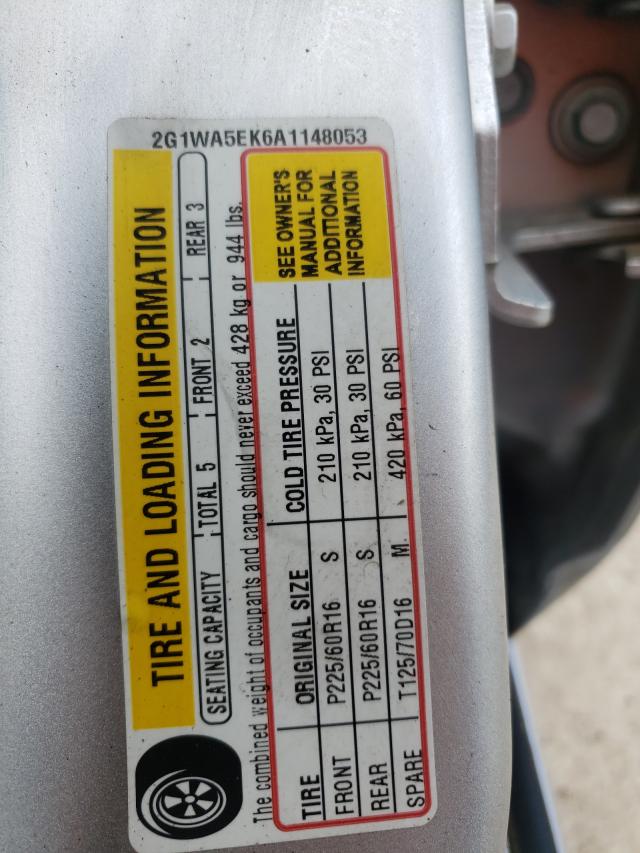 2G1WA5EK6A1148053
TIRE AND LOADING INFORMATION
SEATING CAPACITY TOTAL 5 FRONT 2 REAR 3
The combined weight of occupants and cargo should never exceed 428 kg or 944 lbs.
TIRE ORIGINAL SIZE COLD TIRE PRESSURE
FRONT P225/60R16 S 210 kPa, 30 PSI
REAR P225/60R16 S 210 kPa, 30 PSI
SPARE T125/70D16 M 420 kPa, 60 PSI
SEE OWNER'S
MANUAL FOR
ADDITIONAL
INFORMATION